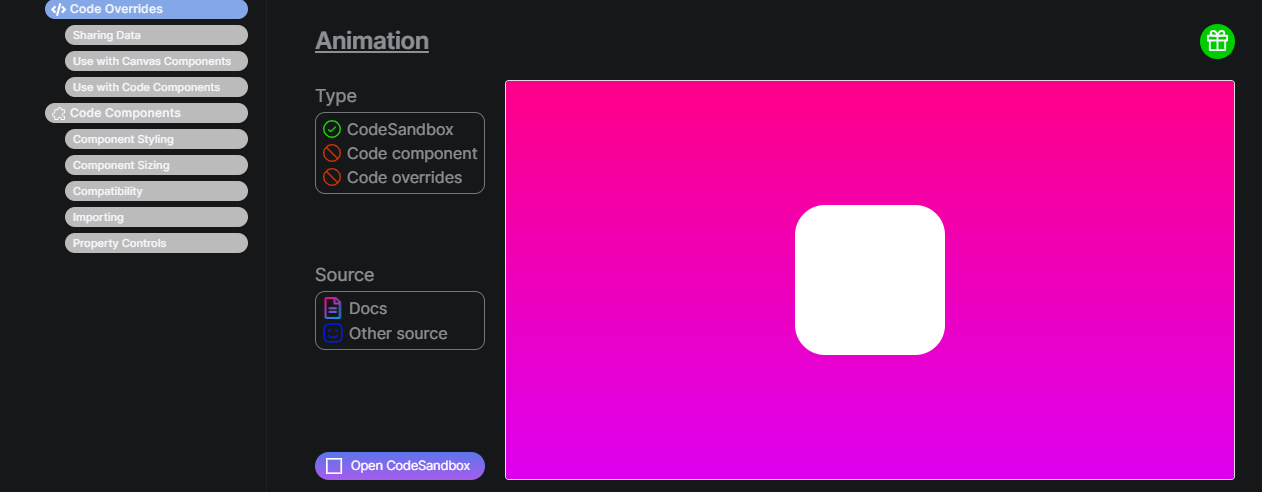 Code Overrides
Sharing Data
Use with Canvas Components
Use with Code Components
Code Components
Component Styling
Component Sizing
Compatibility
Importing
Property Controls
Animation
Type
CodeSandbox
Code component
Code overrides
Source
Docs
Other source
Open CodeSandbox